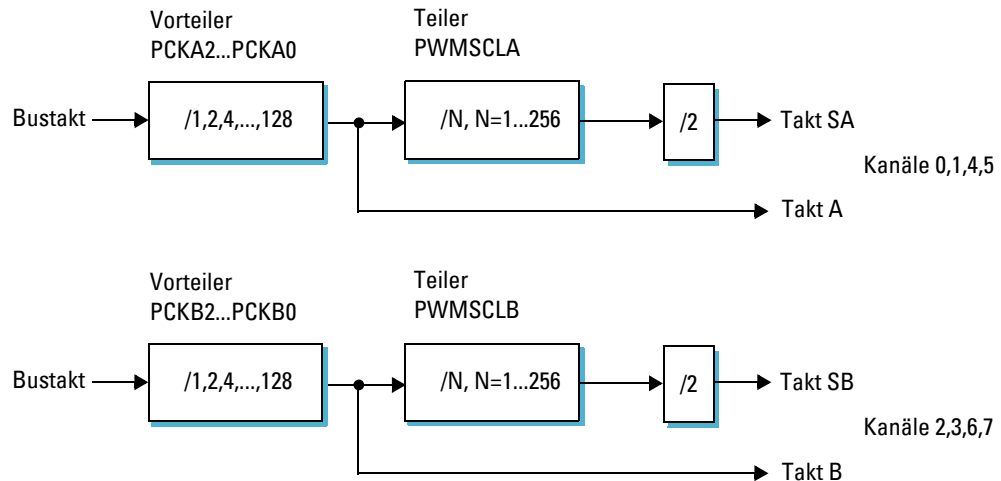 Vorteiler
PCKA2...PCKA0
Teiler
PWMSCLA
Bustakt
/1,2,4,...,128
/N, N=1...256
/2
Takt SA
Kanäle 0,1,4,5
Takt A
Vorteiler
PCKB2...PCKB0
Teiler
PWMSCLB
Bustakt
/1,2,4,...,128
/N, N=1...256
/2
Takt SB
Kanäle 2,3,6,7
Takt B